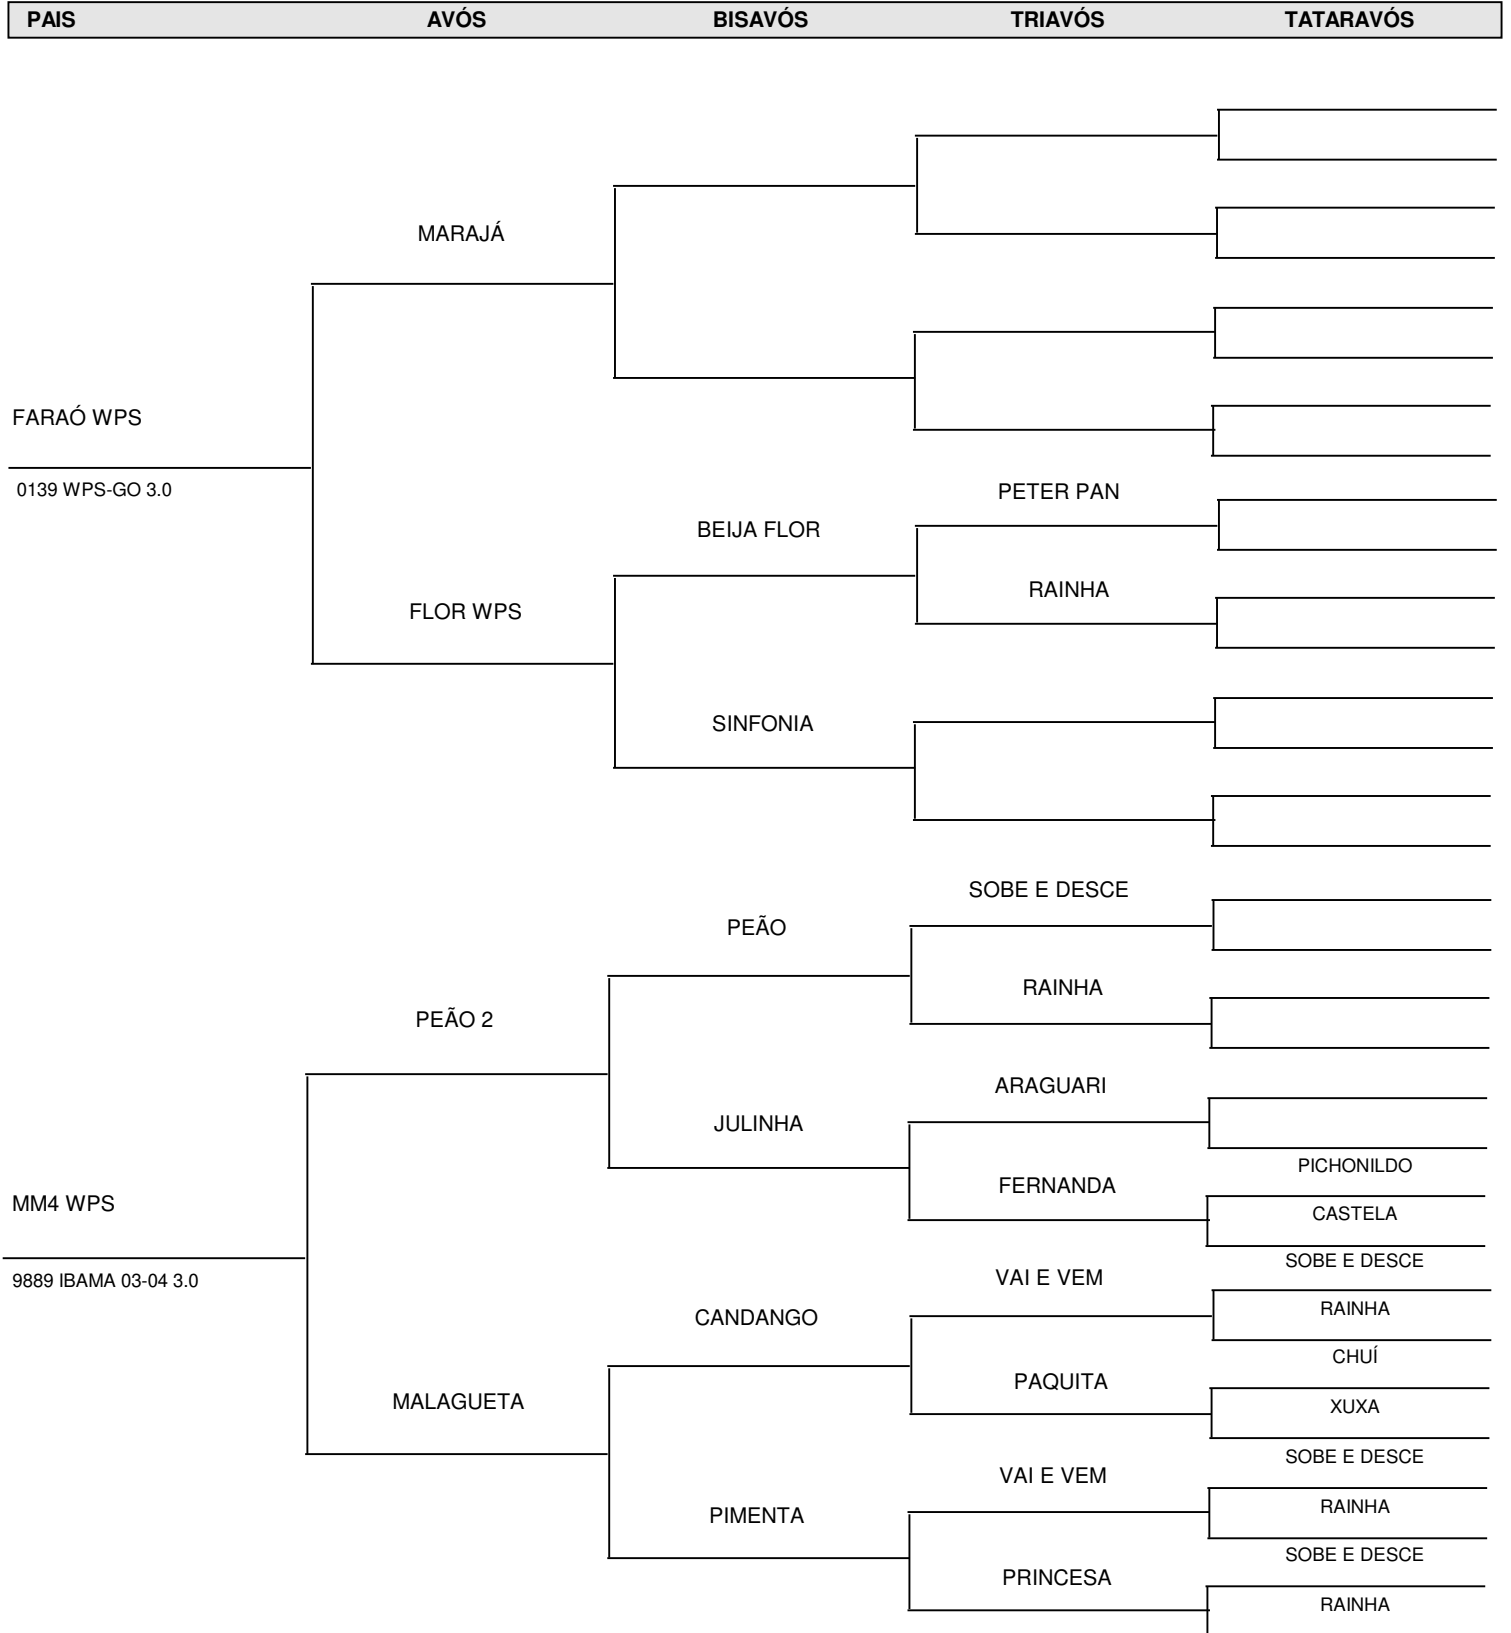 PAIS AVÓS BISAVÓS TRIAVÓS TATARAVÓS
MARAJÁ
FARAÓ WPS
0139 WPS-GO 3.0
PETER PAN
BEIJA FLOR
RAINHA
FLOR WPS
SINFONIA
SOBE E DESCE
PEÃO
RAINHA
PEÃO 2
ARAGUARI
JULINHA
PICHONILDO
FERNANDA
MM4 WPS
CASTELA
SOBE E DESCE
9889 IBAMA 03-04 3.0
VAI E VEM
RAINHA
CANDANGO
CHUÍ
PAQUITA
MALAGUETA
XUXA
SOBE E DESCE
VAI E VEM
RAINHA
PIMENTA
SOBE E DESCE
PRINCESA
RAINHA